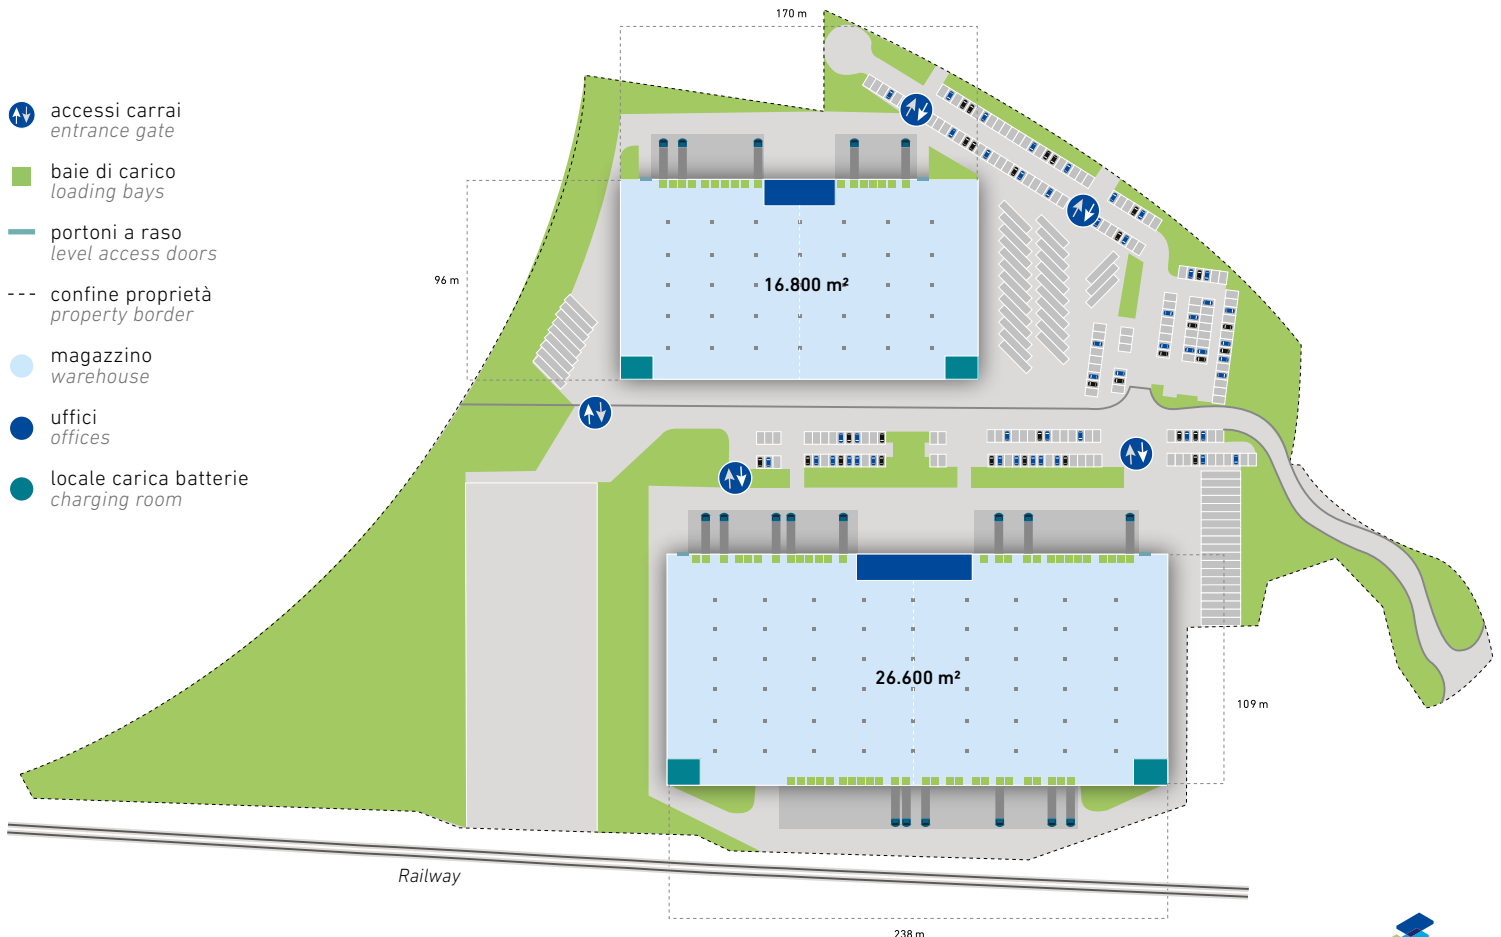 170 m
accessi carrai
entrance gate
baie di carico
loading bays
portoni a raso
level access doors
confine proprietà
property border
magazzino
warehouse
uffici
offices
locale carica batterie
charging room
96 m
16.800 m²
26.600 m²
109 m
Railway
238 m